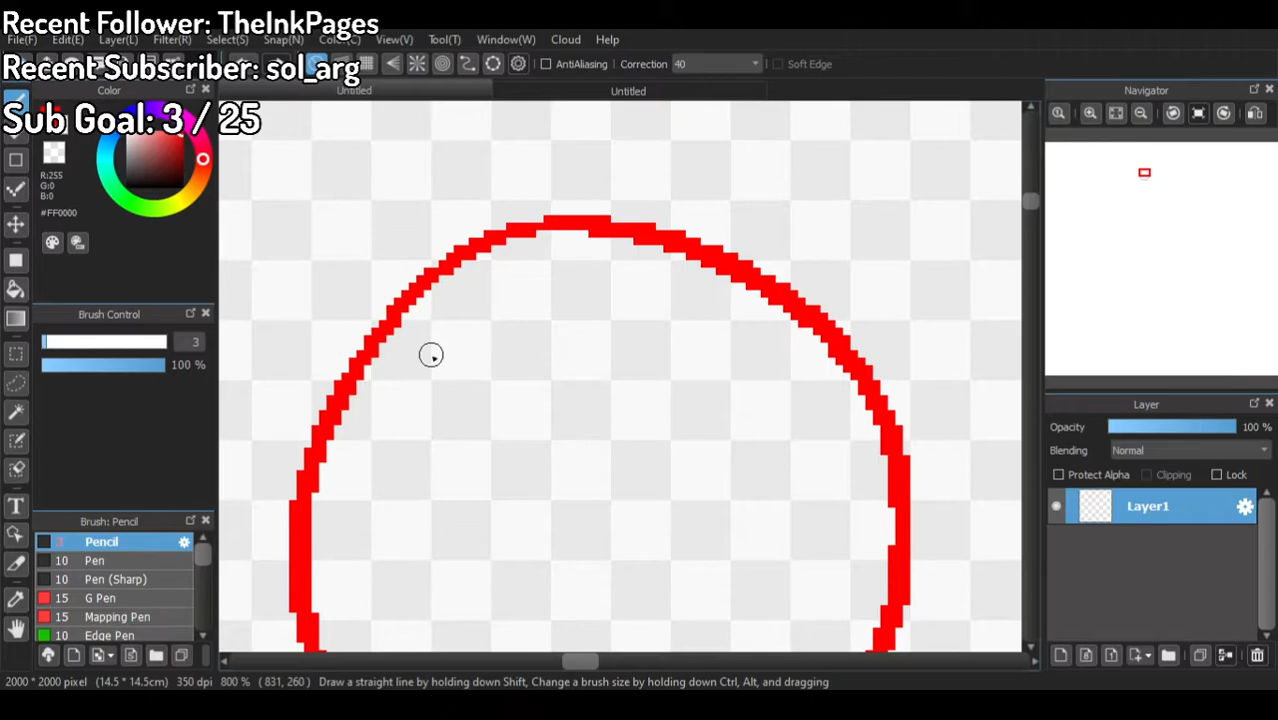 Recent Follower: TheInkPages
File(F) Edit(E) Layer(L) Filter(R) Select(S) Snap(N) Color(C) View(V) Tool(T) Window(W) Cloud Help
Recent Subscriber: sol_arg
AntiAliasing Correction 40 Soft Edge
Color Untitled Untitled Navigator
Sub Goal: 3 / 25
R:255
G:0
B:0
#FF0000
Brush Control
3
100 %
Layer
Opacity 100 %
Blending Normal
Protect Alpha Clipping Lock
Layer1
Brush: Pencil
3 Pencil
10 Pen
10 Pen (Sharp)
15 G Pen
15 Mapping Pen
10 Edge Pen
2000 * 2000 pixel (14.5 * 14.5cm) 350 dpi 800 % ( 831, 260 ) Draw a straight line by holding down Shift, Change a brush size by holding down Ctrl, Alt, and dragging